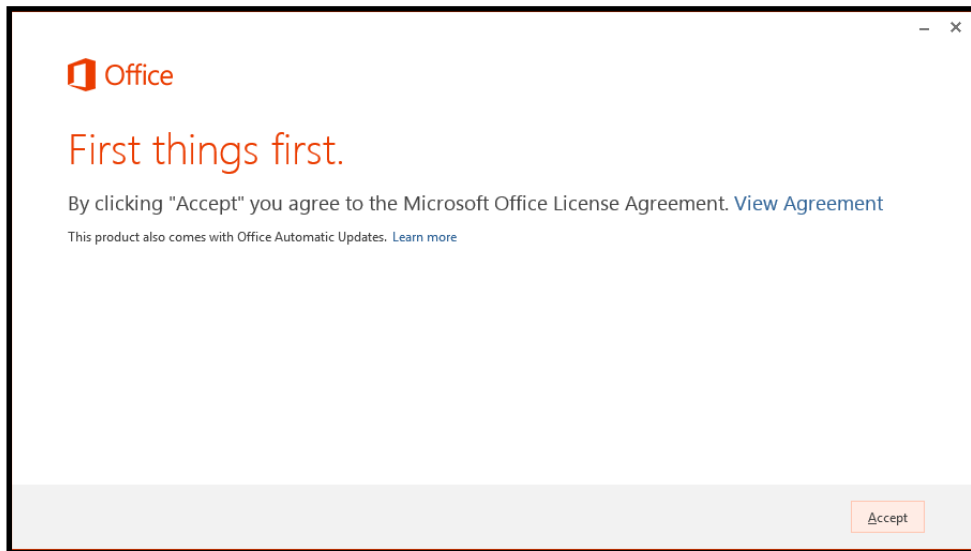 Office
First things first.
By clicking "Accept" you agree to the Microsoft Office License Agreement. View Agreement
This product also comes with Office Automatic Updates. Learn more
Accept